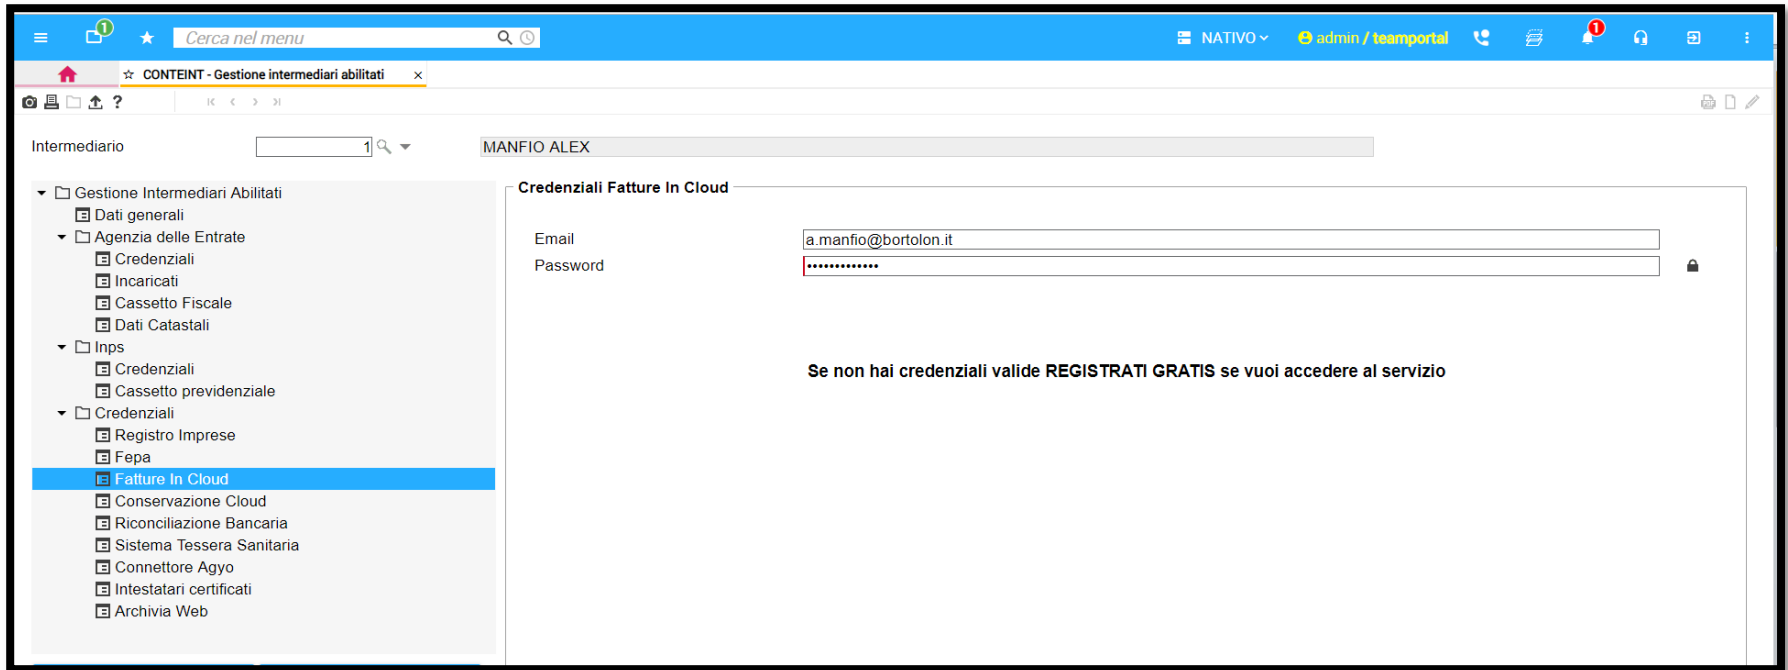 1
Cerca nel menu
NATIVO
admin / teamportal
1
CONTEINT - Gestione intermediari abilitati
x
?
Intermediario
1
MANFIO ALEX
Gestione Intermediari Abilitati
Dati generali
Agenzia delle Entrate
Credenziali
Incaricati
Cassetto Fiscale
Dati Catastali
Inps
Credenziali
Cassetto previdenziale
Credenziali
Registro Imprese
Fepa
Fatture In Cloud
Conservazione Cloud
Riconciliazione Bancaria
Sistema Tessera Sanitaria
Connettore Agyo
Intestatari certificati
Archivia Web
Credenziali Fatture In Cloud
Email
a.manfio@bortolon.it
Password
•••••••••••••
Se non hai credenziali valide REGISTRATI GRATIS se vuoi accedere al servizio